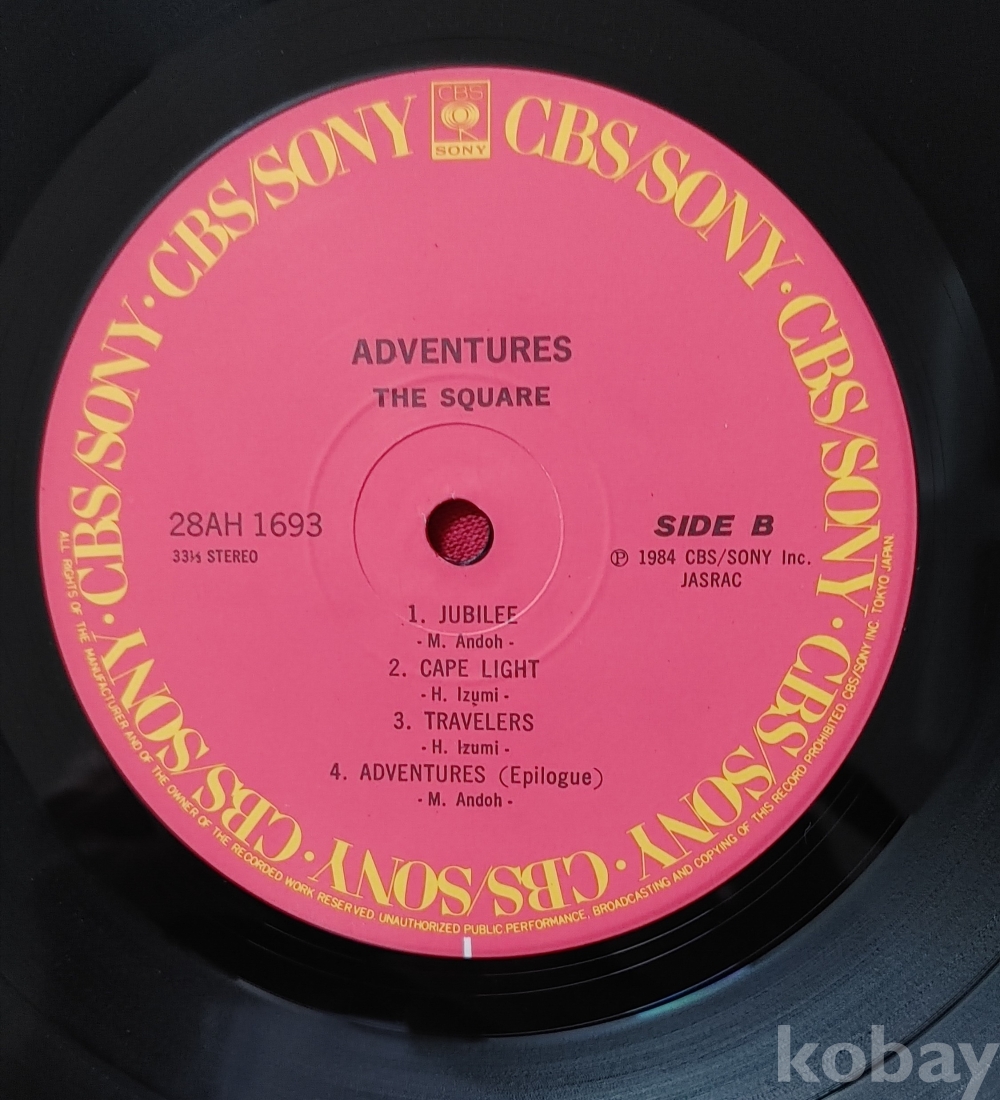 CBS
SONY
CBS/SONY · CBS/SONY · CBS/SONY · CBS/SONY · CBS/SONY · CBS/SONY · CBS/SONY · CBS/SONY
ADVENTURES
THE SQUARE
28AH 1693
33⅓ STEREO
SIDE B
℗ 1984 CBS/SONY Inc.
JASRAC
1. JUBILEE
- M. Andoh -
2. CAPE LIGHT
- H. Izumi -
3. TRAVELERS
- H. Izumi -
4. ADVENTURES (Epilogue)
- M. Andoh -
ALL RIGHTS OF THE MANUFACTURER AND OF THE OWNER OF THE RECORDED WORK RESERVED. UNAUTHORIZED PUBLIC PERFORMANCE, BROADCASTING AND COPYING OF THIS RECORD PROHIBITED. CBS/SONY INC. TOKYO JAPAN.
kobay